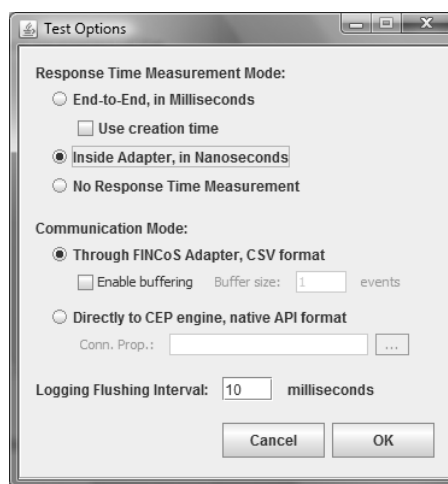 Test Options
Response Time Measurement Mode:
End-to-End, in Milliseconds
Use creation time
Inside Adapter, in Nanoseconds
No Response Time Measurement
Communication Mode:
Through FINCoS Adapter, CSV format
Enable buffering Buffer size: 1 events
Directly to CEP engine, native API format
Conn. Prop.: ...
Logging Flushing Interval: 10 milliseconds
Cancel OK